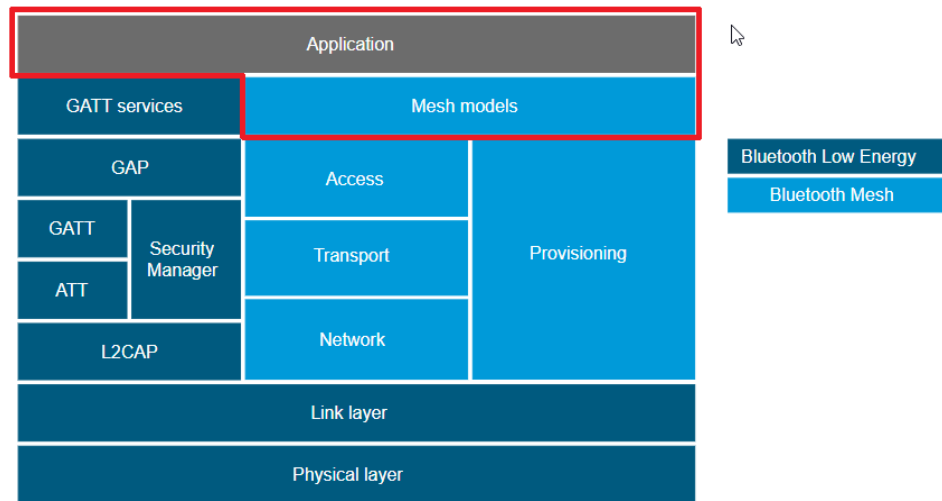 Application
GATT services
Mesh models
GAP
Access
Bluetooth Low Energy
Bluetooth Mesh
GATT
Security
Manager
Transport
Provisioning
ATT
L2CAP
Network
Link layer
Physical layer